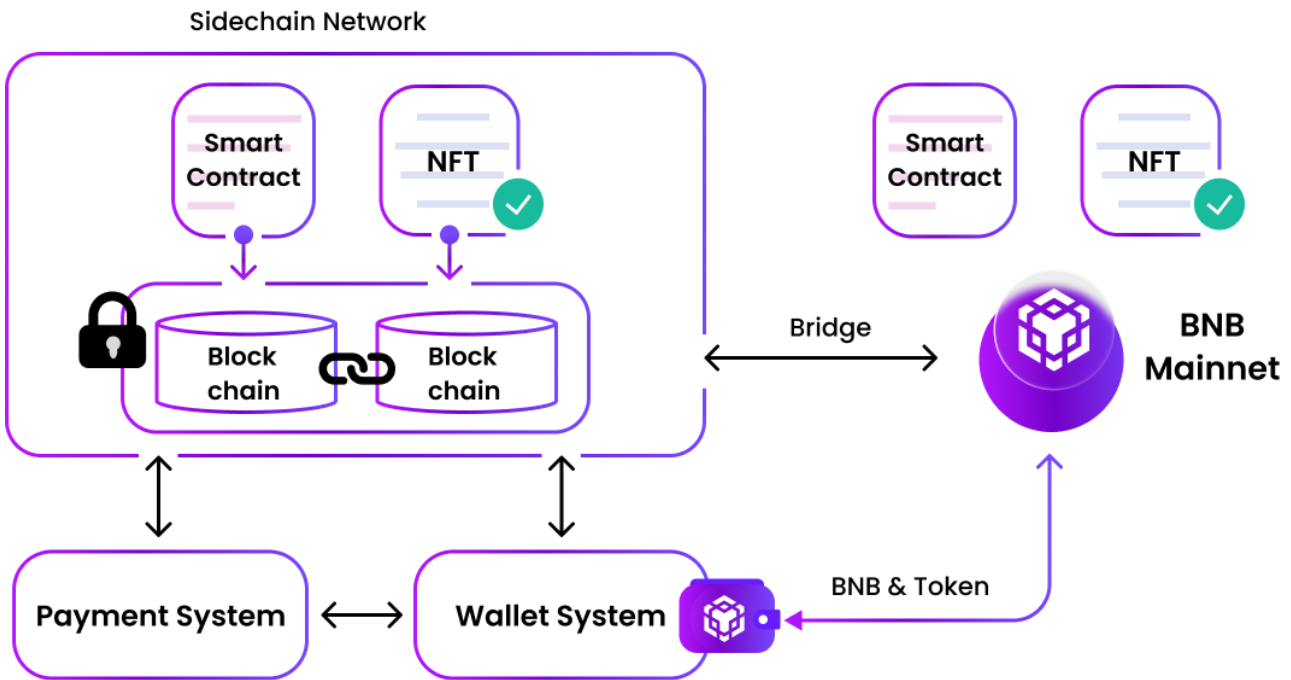 Sidechain Network
Smart
Contract
NFT
Smart
Contract
NFT
Block
chain
Block
chain
Bridge
BNB
Mainnet
Payment System
Wallet System
BNB & Token